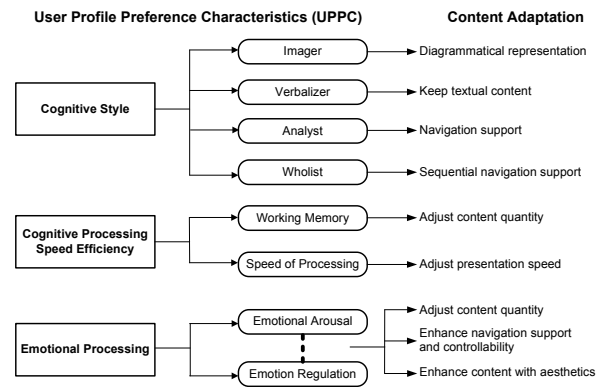 User Profile Preference Characteristics (UPPC)
Content Adaptation
Cognitive Style
Imager
Diagrammatical representation
Verbalizer
Keep textual content
Analyst
Navigation support
Wholist
Sequential navigation support
Cognitive Processing
Speed Efficiency
Working Memory
Adjust content quantity
Speed of Processing
Adjust presentation speed
Emotional Processing
Emotional Arousal
Emotion Regulation
Adjust content quantity
Enhance navigation support
and controllability
Enhance content with aesthetics